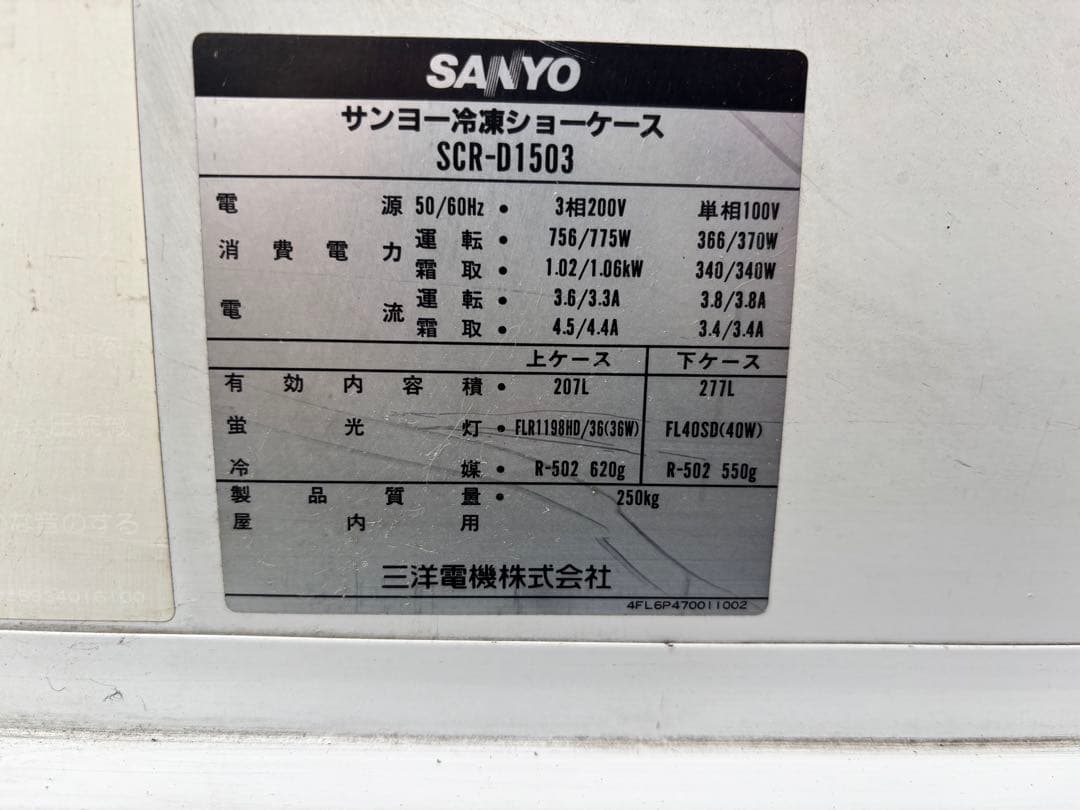 SANYO
サンヨー冷凍ショーケース
SCR-D1503
電源 50/60Hz • 3相200V 単相100V
消費電力 運転 • 756/775W 366/370W
霜取 • 1.02/1.06kW 340/340W
電流 運転 • 3.6/3.3A 3.8/3.8A
霜取 • 4.5/4.4A 3.4/3.4A
上ケース 下ケース
有効内容積 • 207L 277L
蛍光灯 • FLR1198HD/36(36W) FL40SD(40W)
冷媒 • R-502 620g R-502 550g
製品質量 • 250kg
屋内用
三洋電機株式会社
4FL6P470011002